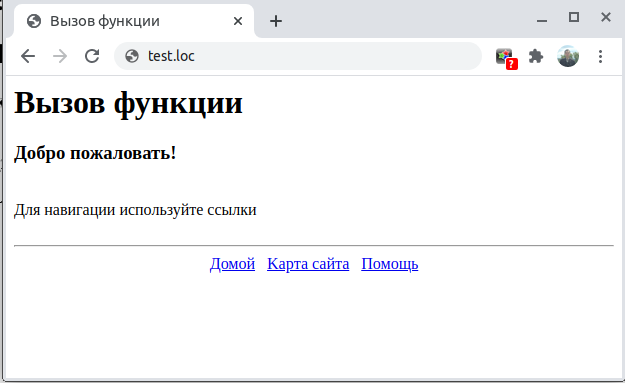 Вызов функции
test.loc
?
Вызов функции
Добро пожаловать!
Для навигации используйте ссылки
Домой Карта сайта Помощь